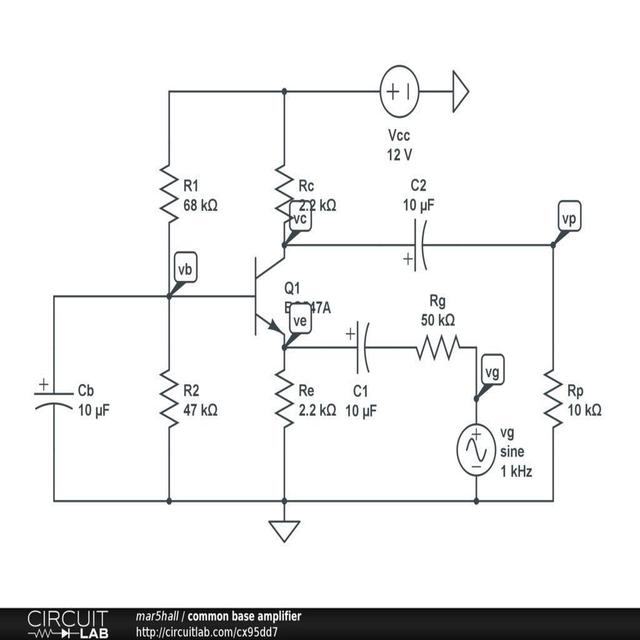 Vcc
12 V
R1
68 kΩ
Rc
2.2 kΩ
vc
C2
10 µF
vp
vb
Q1
ve
Rg
50 kΩ
vg
Cb
10 µF
R2
47 kΩ
Re
2.2 kΩ
C1
10 µF
Rp
10 kΩ
vg
sine
1 kHz
CIRCUIT
LAB
mar5hall / common base amplifier
http://circuitlab.com/cx95dd7